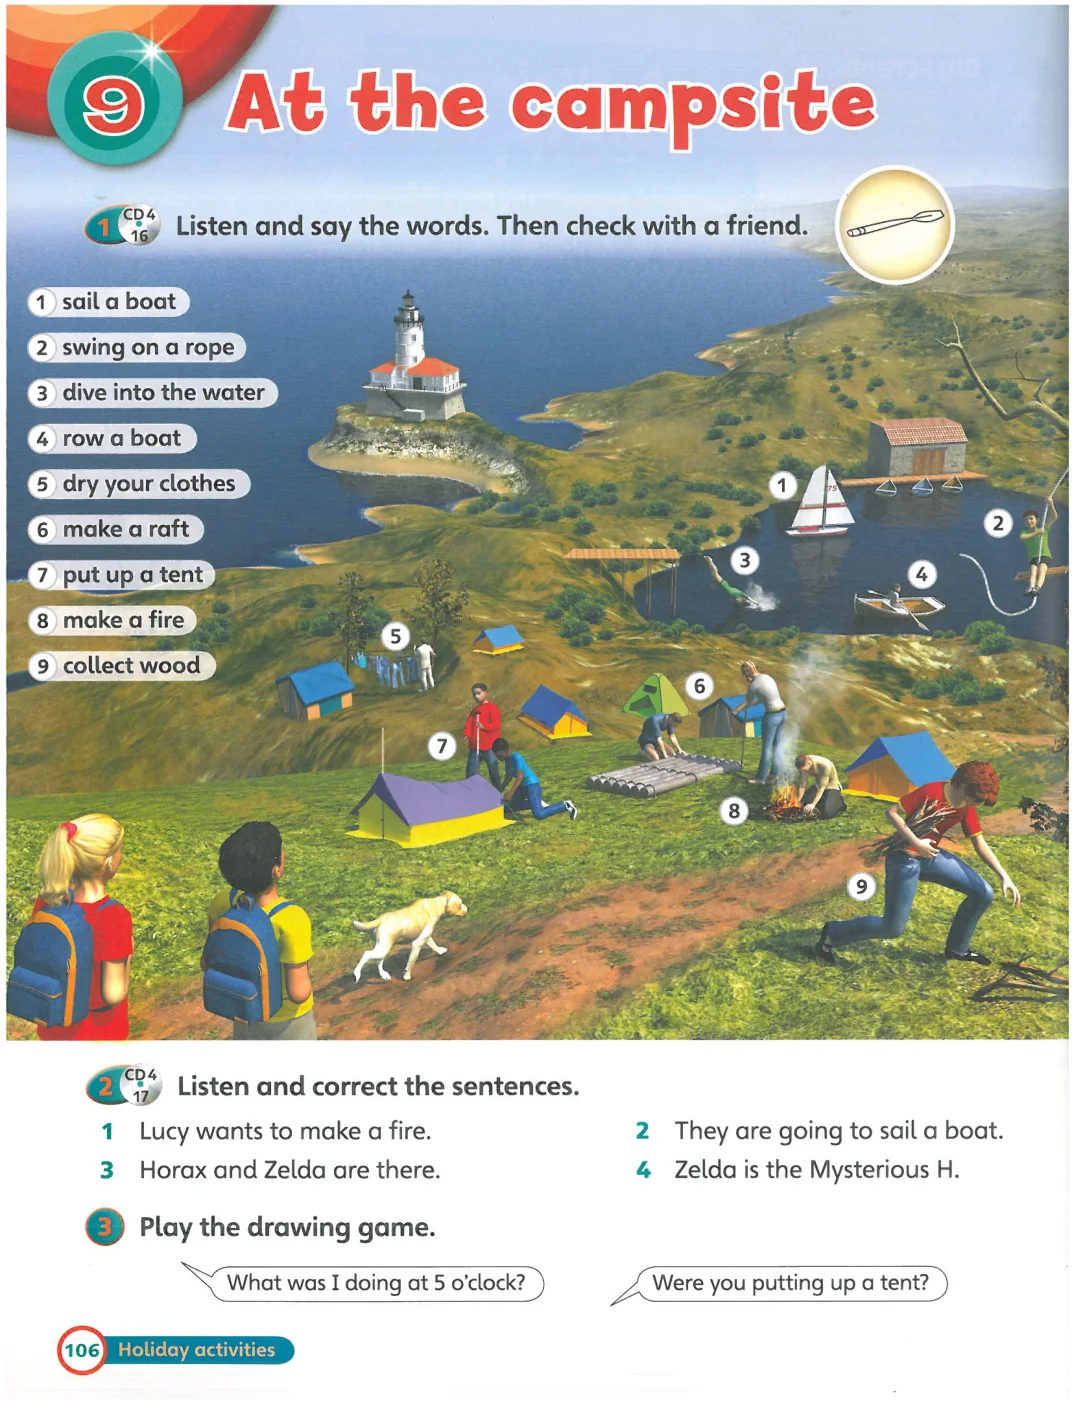 9 At the campsite
1 CD4 16 Listen and say the words. Then check with a friend.
1 sail a boat
2 swing on a rope
3 dive into the water
4 row a boat
5 dry your clothes
6 make a raft
7 put up a tent
8 make a fire
9 collect wood
75
1
2
3
4
5
6
7
8
9
2 CD4 17 Listen and correct the sentences.
1 Lucy wants to make a fire.
2 They are going to sail a boat.
3 Horax and Zelda are there.
4 Zelda is the Mysterious H.
3 Play the drawing game.
What was I doing at 5 o'clock?
Were you putting up a tent?
106 Holiday activities